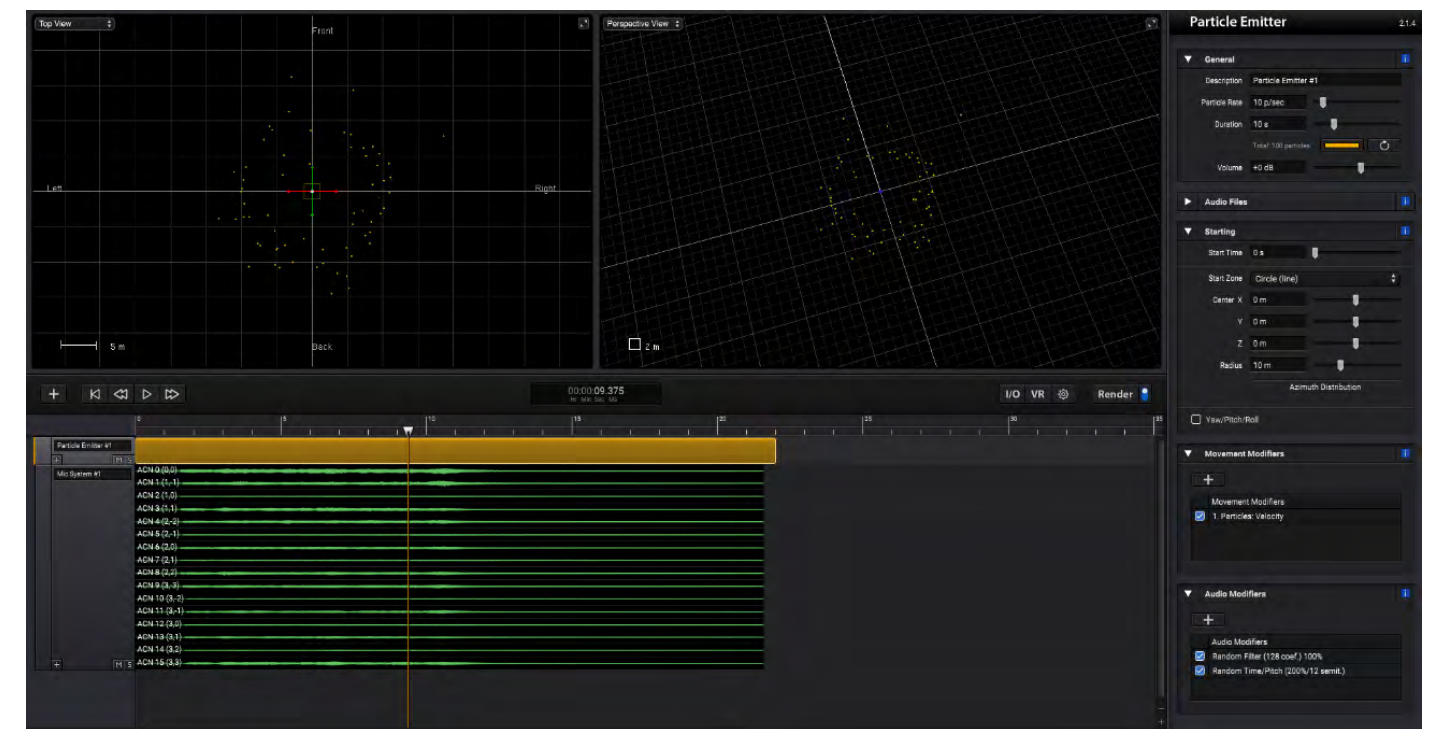 Top View
Front
Left
Right
Back
5 m
Perspective View
2 m
Particle Emitter 2.1.4
General
Description Particle Emitter #1
Particle Rate 10 p/sec
Duration 10 s
Total: 100 particles
Volume +0 dB
Audio Files
Starting
Start Time 0 s
Start Zone Circle (line)
Center X 0 m
Y 0 m
Z 0 m
Radius 10 m
Azimuth Distribution
Yaw/Pitch/Roll
Movement Modifiers
Movement Modifiers
1. Particles: Velocity
Audio Modifiers
Audio Modifiers
Random Filter (128 coef.) 100%
Random Time/Pitch (200%/12 semit.)
00:00:09.375
Hr Min Sec MS
I/O VR Render
0 5 10 15 20 25 30 35
Particle Emitter #1
M S
Mic System #1
ACN 0 (0,0)
ACN 1 (1,-1)
ACN 2 (1,0)
ACN 3 (1,1)
ACN 4 (2,-2)
ACN 5 (2,-1)
ACN 6 (2,0)
ACN 7 (2,1)
ACN 8 (2,2)
ACN 9 (3,-3)
ACN 10 (3,-2)
ACN 11 (3,-1)
ACN 12 (3,0)
ACN 13 (3,1)
ACN 14 (3,2)
M S ACN 15 (3,3)